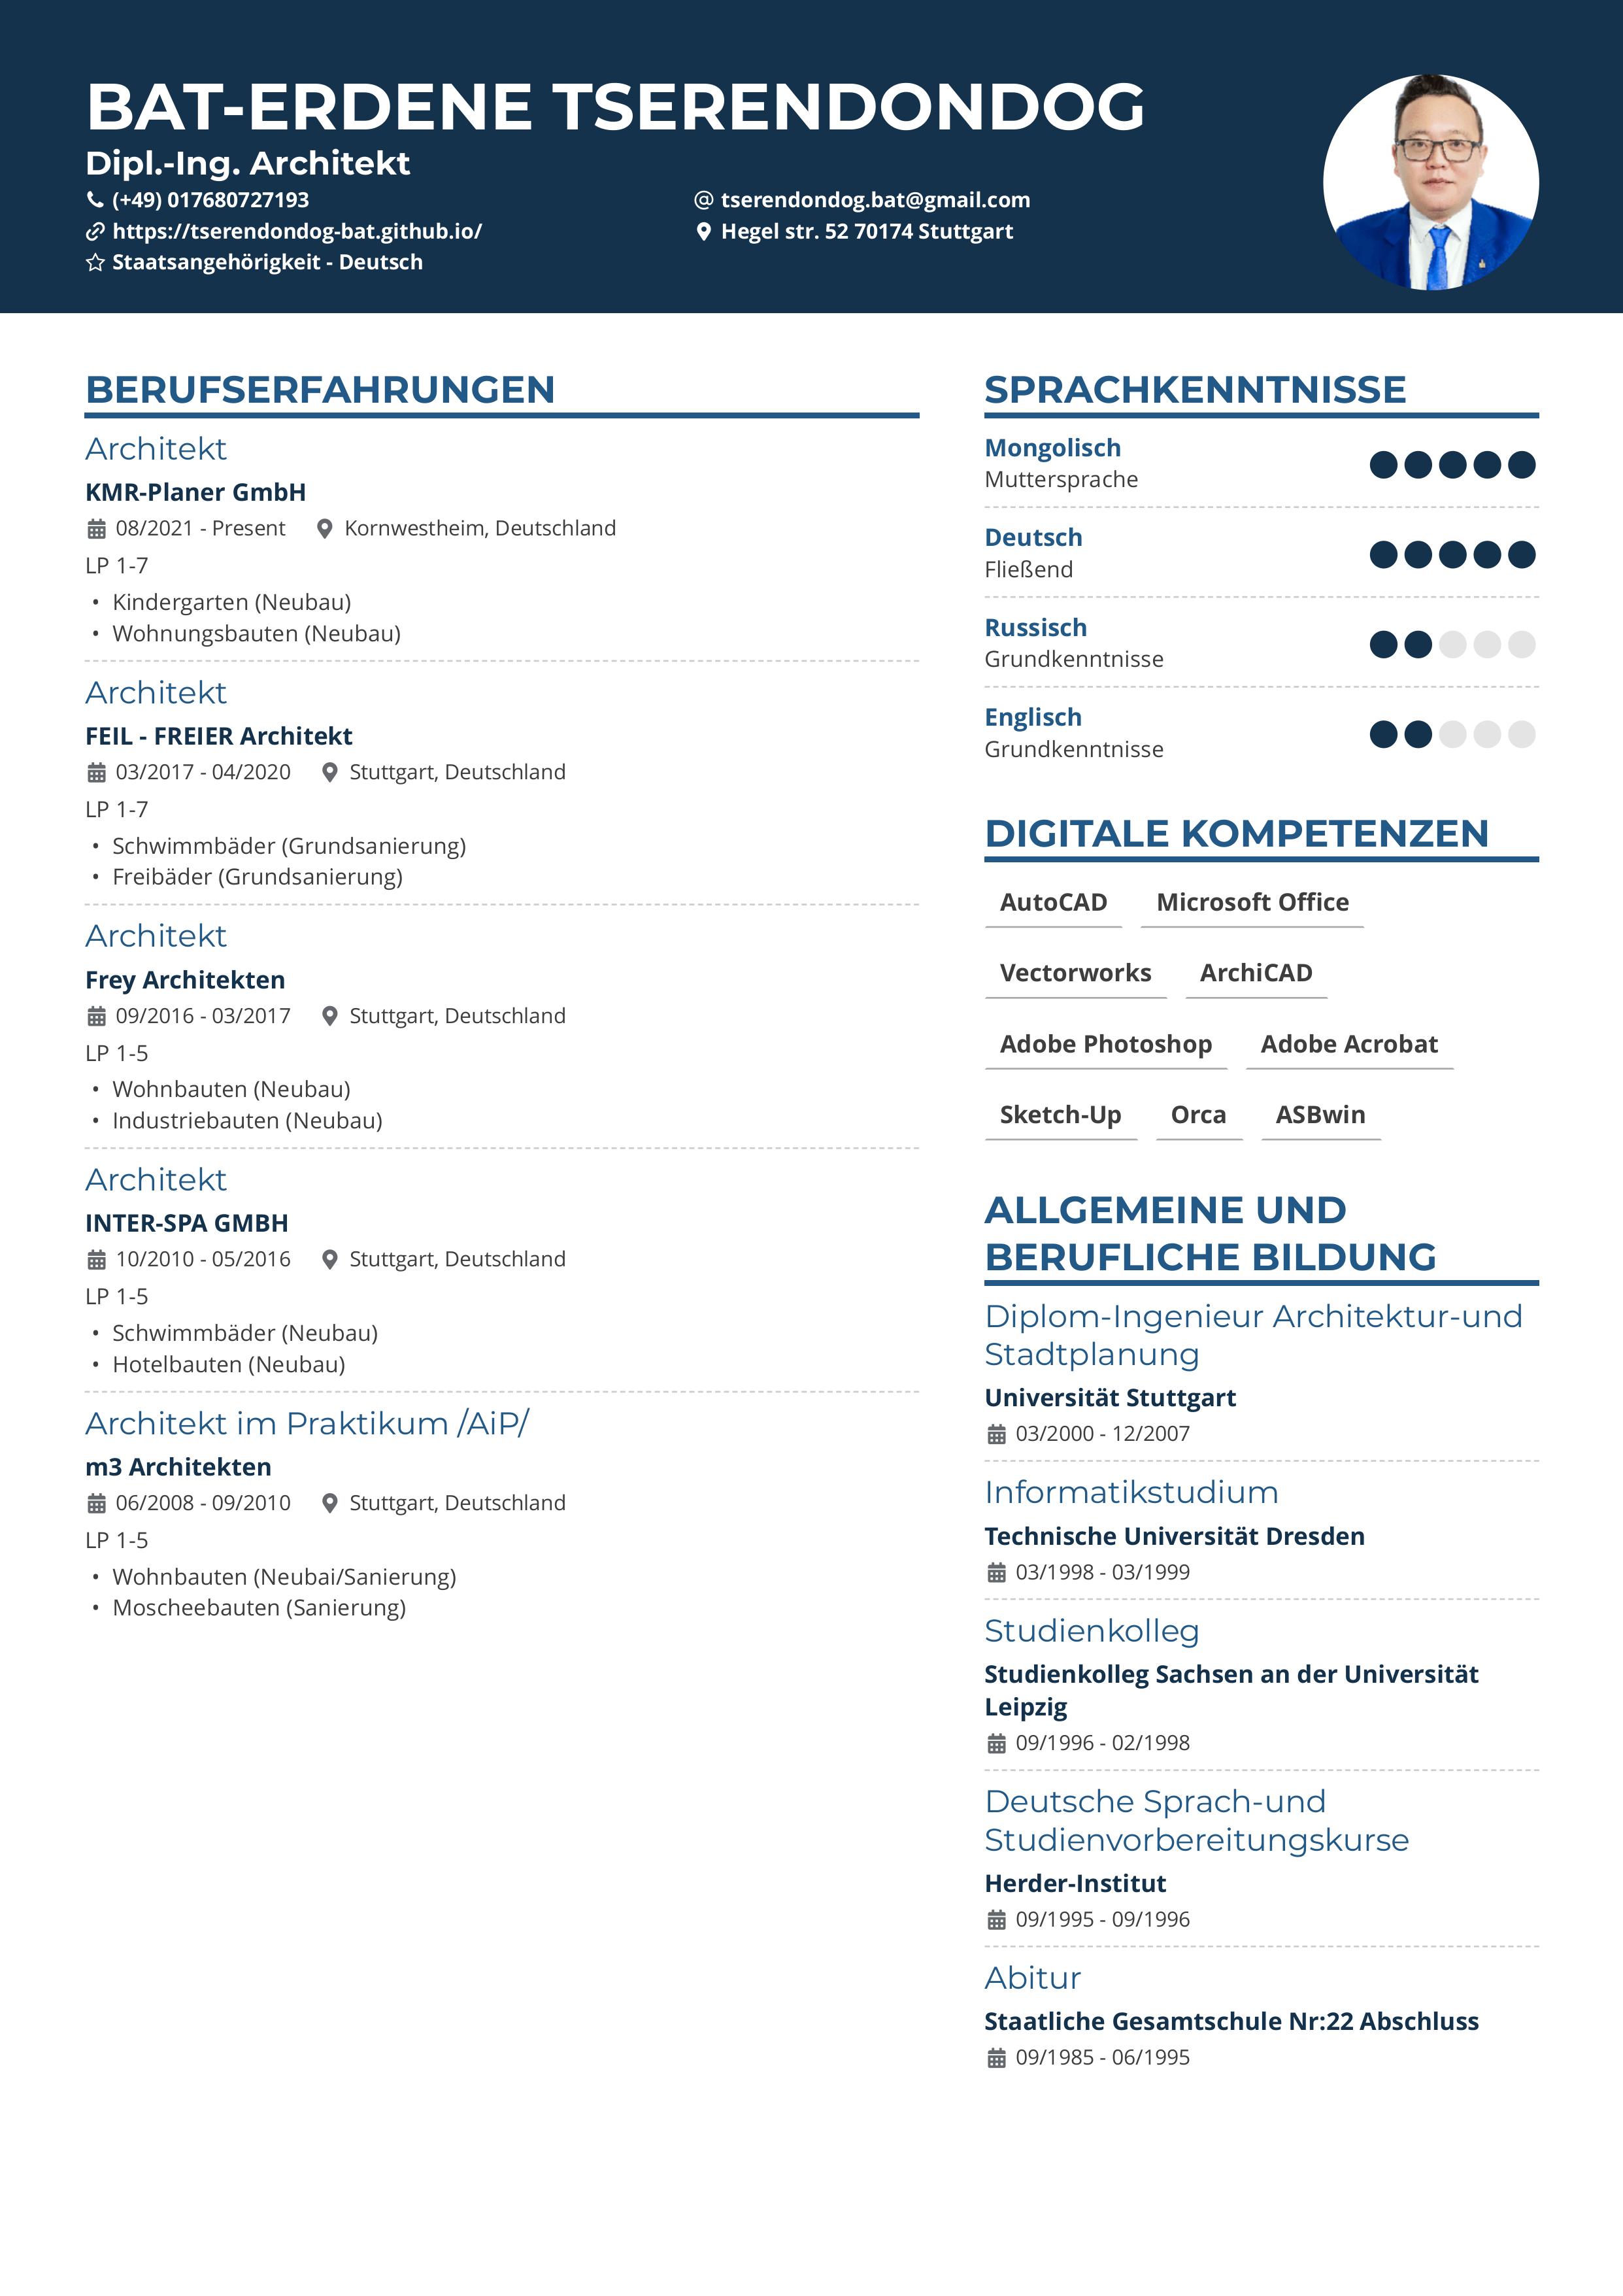 BAT-ERDENE TSERENDONDOG
Dipl.-Ing. Architekt
(+49) 017680727193
@ tserendondog.bat@gmail.com
https://tserendondog-bat.github.io/
Hegel str. 52 70174 Stuttgart
Staatsangehörigkeit - Deutsch
BERUFSERFAHRUNGEN
Architekt
KMR-Planer GmbH
08/2021 - Present Kornwestheim, Deutschland
LP 1-7
• Kindergarten (Neubau)
• Wohnungsbauten (Neubau)
Architekt
FEIL - FREIER Architekt
03/2017 - 04/2020 Stuttgart, Deutschland
LP 1-7
• Schwimmbäder (Grundsanierung)
• Freibäder (Grundsanierung)
Architekt
Frey Architekten
09/2016 - 03/2017 Stuttgart, Deutschland
LP 1-5
• Wohnbauten (Neubau)
• Industriebauten (Neubau)
Architekt
INTER-SPA GMBH
10/2010 - 05/2016 Stuttgart, Deutschland
LP 1-5
• Schwimmbäder (Neubau)
• Hotelbauten (Neubau)
Architekt im Praktikum /AiP/
m3 Architekten
06/2008 - 09/2010 Stuttgart, Deutschland
LP 1-5
• Wohnbauten (Neubai/Sanierung)
• Moscheebauten (Sanierung)
SPRACHKENNTNISSE
Mongolisch
Muttersprache
Deutsch
Fließend
Russisch
Grundkenntnisse
Englisch
Grundkenntnisse
DIGITALE KOMPETENZEN
AutoCAD Microsoft Office
Vectorworks ArchiCAD
Adobe Photoshop Adobe Acrobat
Sketch-Up Orca ASBwin
ALLGEMEINE UND
BERUFLICHE BILDUNG
Diplom-Ingenieur Architektur-und
Stadtplanung
Universität Stuttgart
03/2000 - 12/2007
Informatikstudium
Technische Universität Dresden
03/1998 - 03/1999
Studienkolleg
Studienkolleg Sachsen an der Universität
Leipzig
09/1996 - 02/1998
Deutsche Sprach-und
Studienvorbereitungskurse
Herder-Institut
09/1995 - 09/1996
Abitur
Staatliche Gesamtschule Nr:22 Abschluss
09/1985 - 06/1995